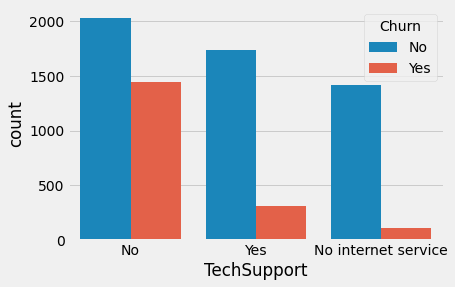 Churn
No
Yes
2000
1500
1000
500
0
count
No
Yes
No internet service
TechSupport